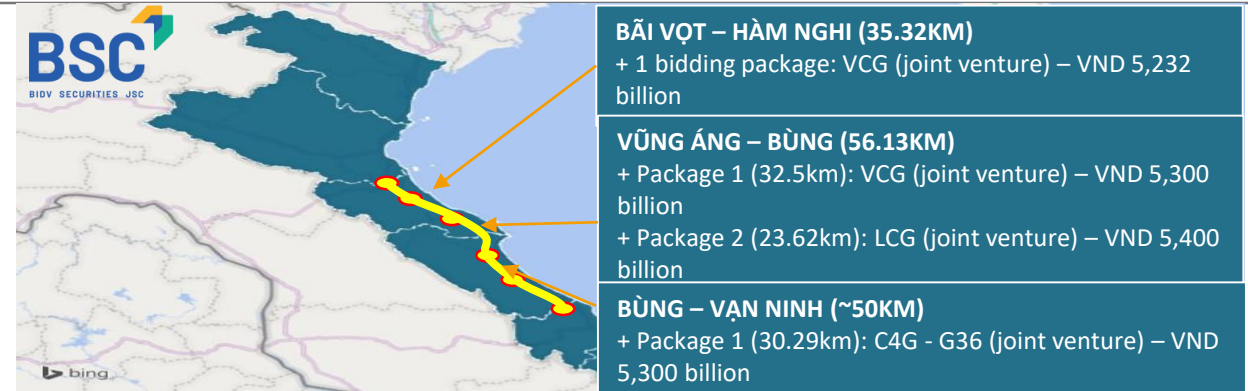 BSC
BIDV SECURITIES JSC
BÃI VỌT – HÀM NGHI (35.32KM)
+ 1 bidding package: VCG (joint venture) – VND 5,232
billion
VŨNG ÁNG – BÙNG (56.13KM)
+ Package 1 (32.5km): VCG (joint venture) – VND 5,300
billion
+ Package 2 (23.62km): LCG (joint venture) – VND 5,400
billion
BÙNG – VẠN NINH (~50KM)
+ Package 1 (30.29km): C4G - G36 (joint venture) – VND
5,300 billion
bing